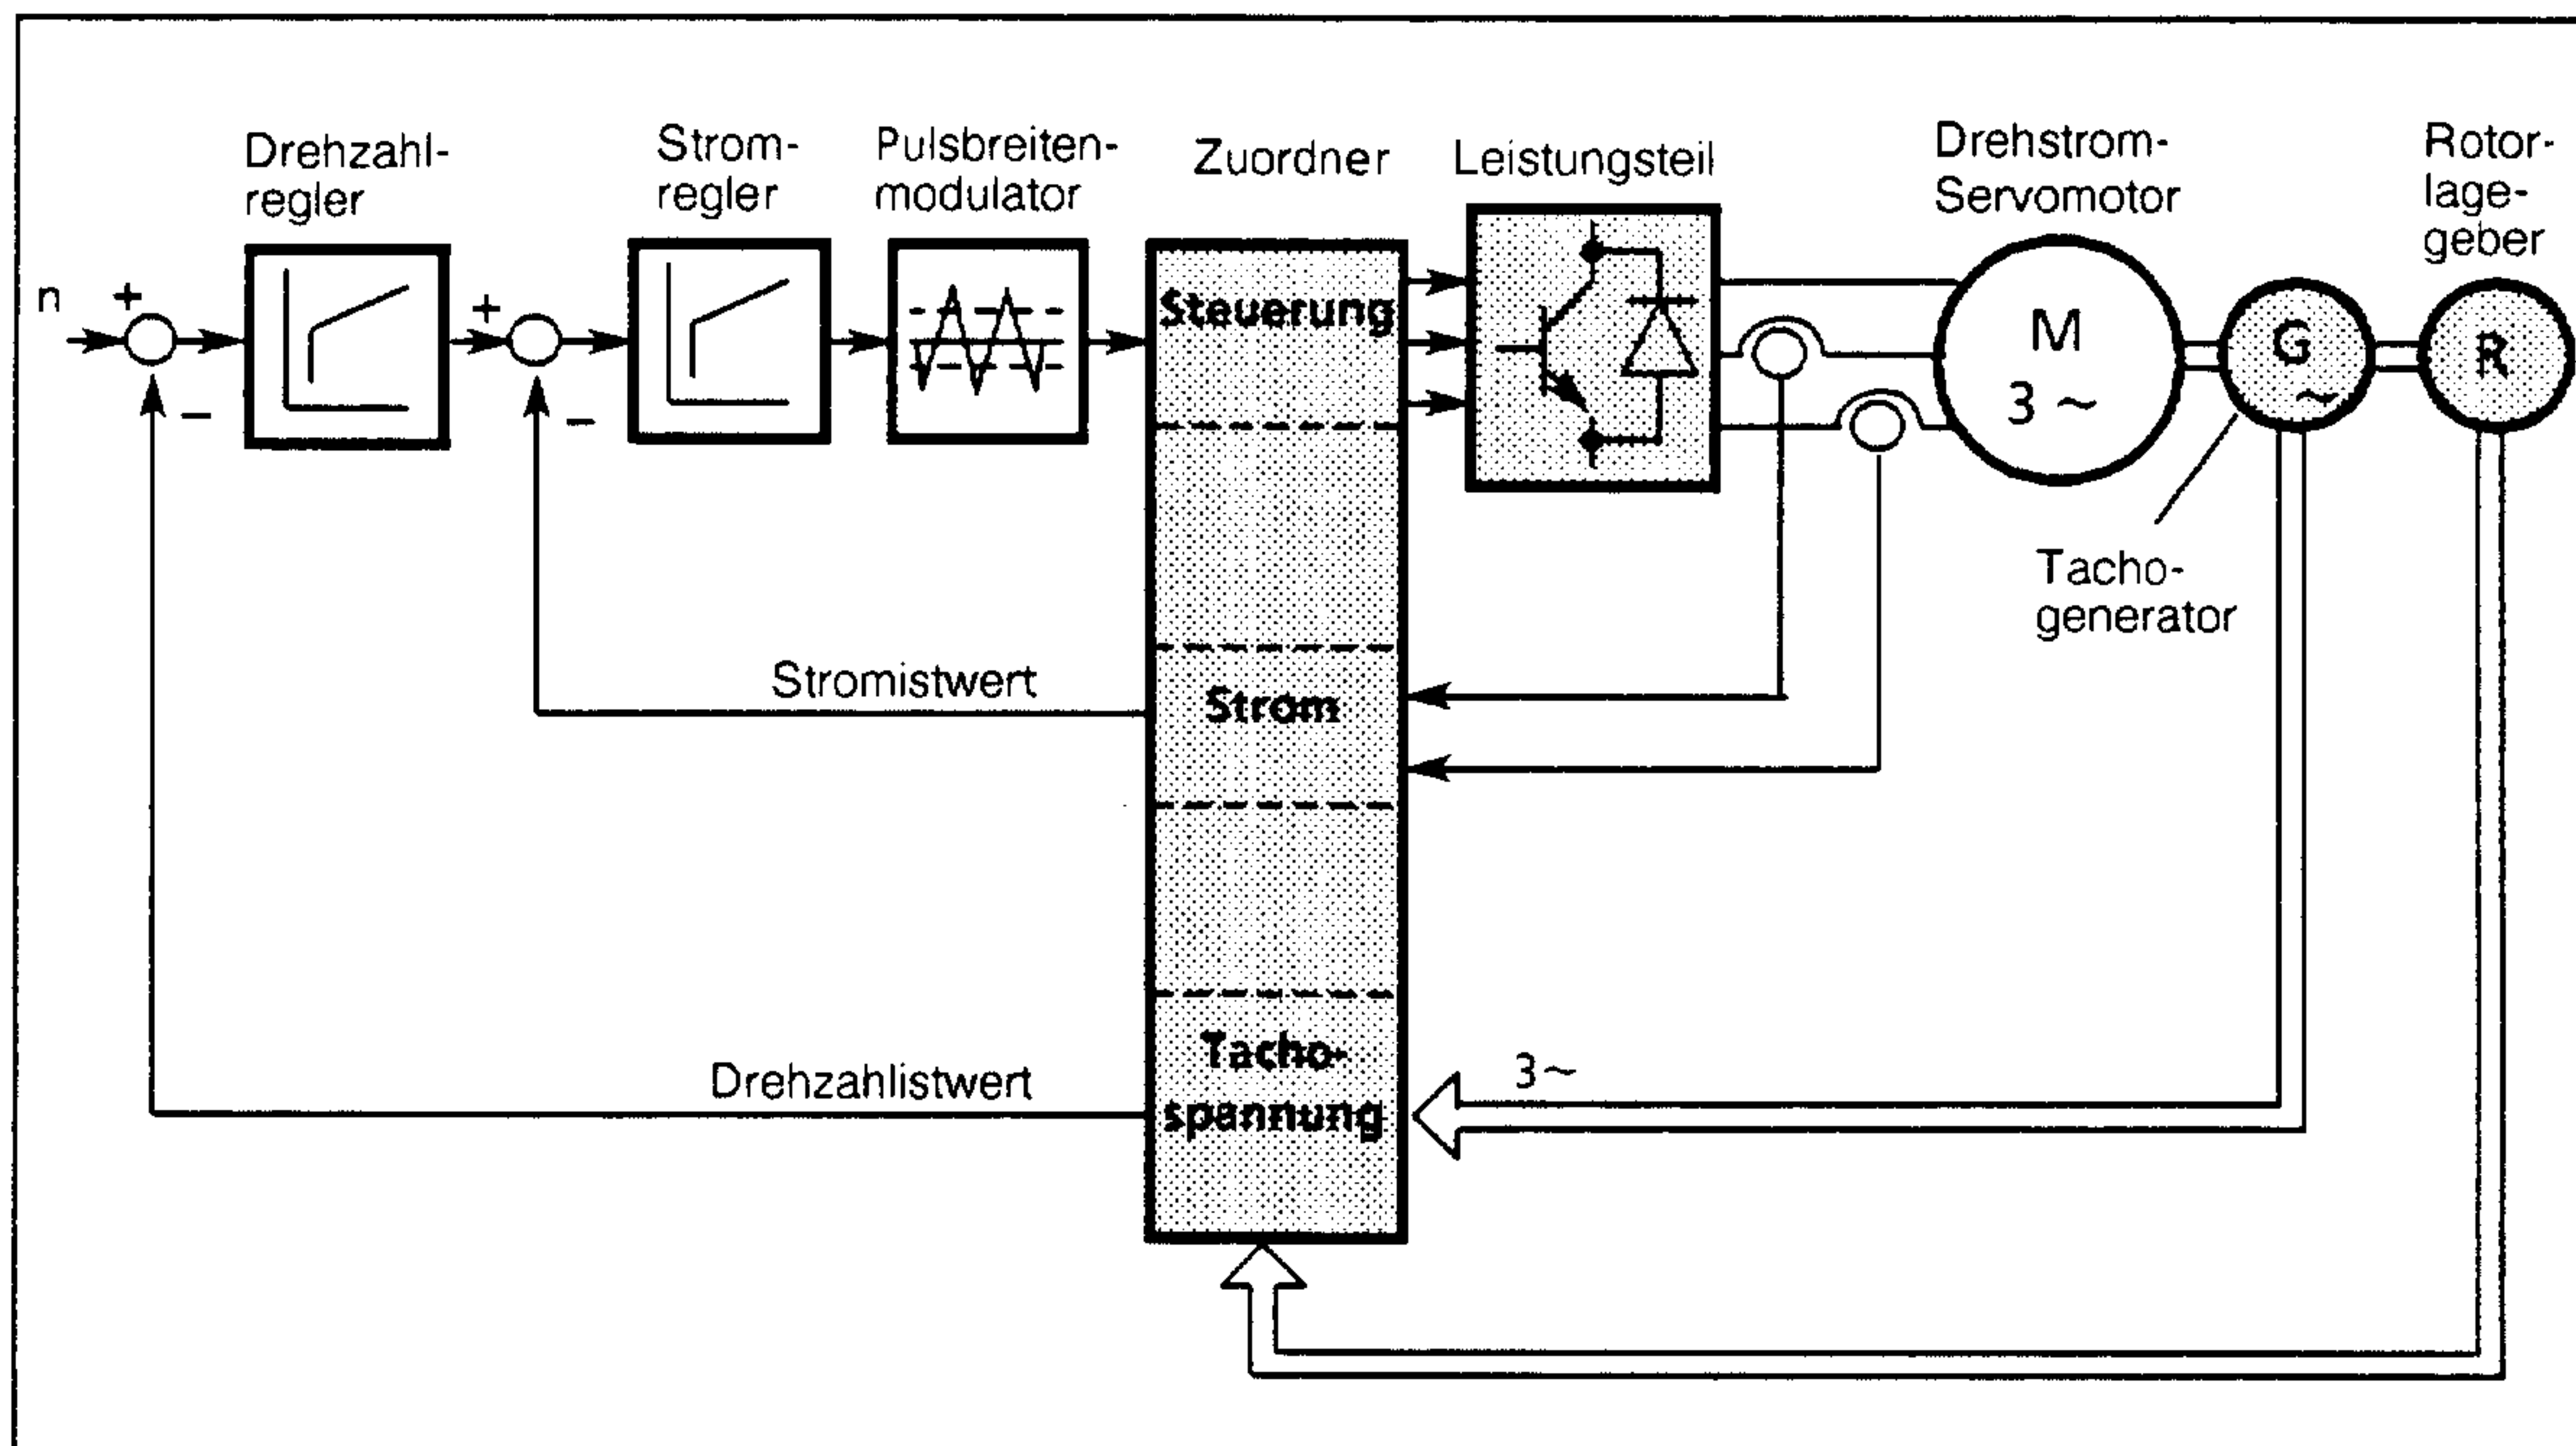 Drehzahl-
regler
Strom-
regler
Pulsbreiten-
modulator
Zuordner
Leistungsteil
Drehstrom-
Servomotor
Rotor-
lage-
geber
n
+
−
+
−
Steuerung
M
3 ~
G
~
R
Tacho-
generator
Stromistwert
Strom
Drehzahlistwert
Tacho-
spannung
3~